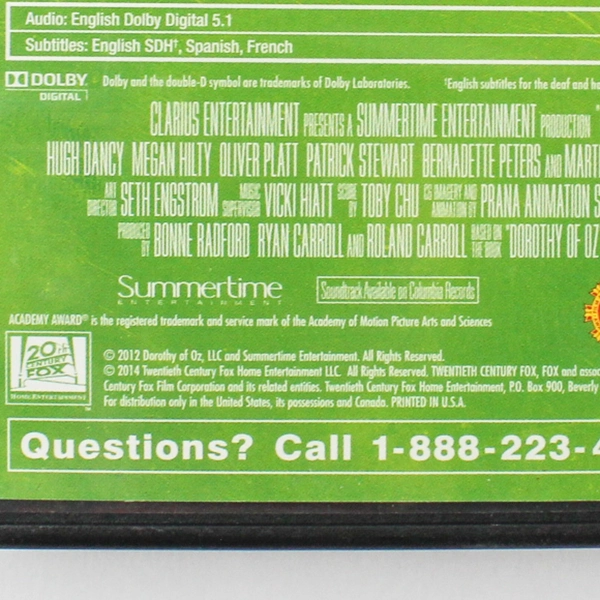 Audio: English Dolby Digital 5.1
Subtitles: English SDH†, Spanish, French
DOLBY
DIGITAL
Dolby and the double-D symbol are trademarks of Dolby Laboratories.
†English subtitles for the deaf and ha
CLARIUS ENTERTAINMENT PRESENTS A SUMMERTIME ENTERTAINMENT PRODUCTION "
HUGH DANCY MEGAN HILTY OLIVER PLATT PATRICK STEWART BERNADETTE PETERS AND MART
ART DIRECTOR SETH ENGSTROM MUSIC SUPERVISOR VICKI HIATT SCORE BY TOBY CHU CG IMAGERY AND ANIMATION BY PRANA ANIMATION S
PRODUCED BY BONNE RADFORD RYAN CARROLL AND ROLAND CARROLL BASED ON THE BOOK "DOROTHY OF OZ
Summertime
ENTERTAINMENT
Soundtrack Available on Columbia Records
ACADEMY AWARD® is the registered trademark and service mark of the Academy of Motion Picture Arts and Sciences
20th
CENTURY
FOX
HOME ENTERTAINMENT
© 2012 Dorothy of Oz, LLC and Summertime Entertainment. All Rights Reserved.
© 2014 Twentieth Century Fox Home Entertainment LLC. All Rights Reserved. TWENTIETH CENTURY FOX, FOX and assoc
Century Fox Film Corporation and its related entities. Twentieth Century Fox Home Entertainment, P.O. Box 900, Beverly
For distribution only in the United States, its possessions and Canada. PRINTED IN U.S.A.
Questions? Call 1-888-223-4